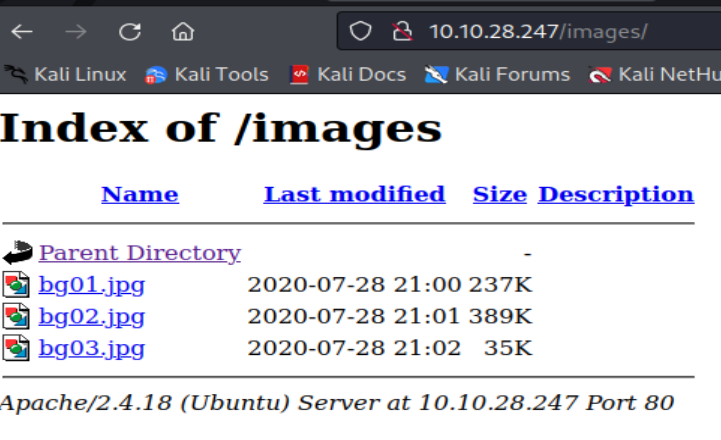 10.10.28.247/images/
Kali Linux Kali Tools Kali Docs Kali Forums Kali NetHu
Index of /images
Name Last modified Size Description
Parent Directory -
bg01.jpg 2020-07-28 21:00 237K
bg02.jpg 2020-07-28 21:01 389K
bg03.jpg 2020-07-28 21:02 35K
Apache/2.4.18 (Ubuntu) Server at 10.10.28.247 Port 80